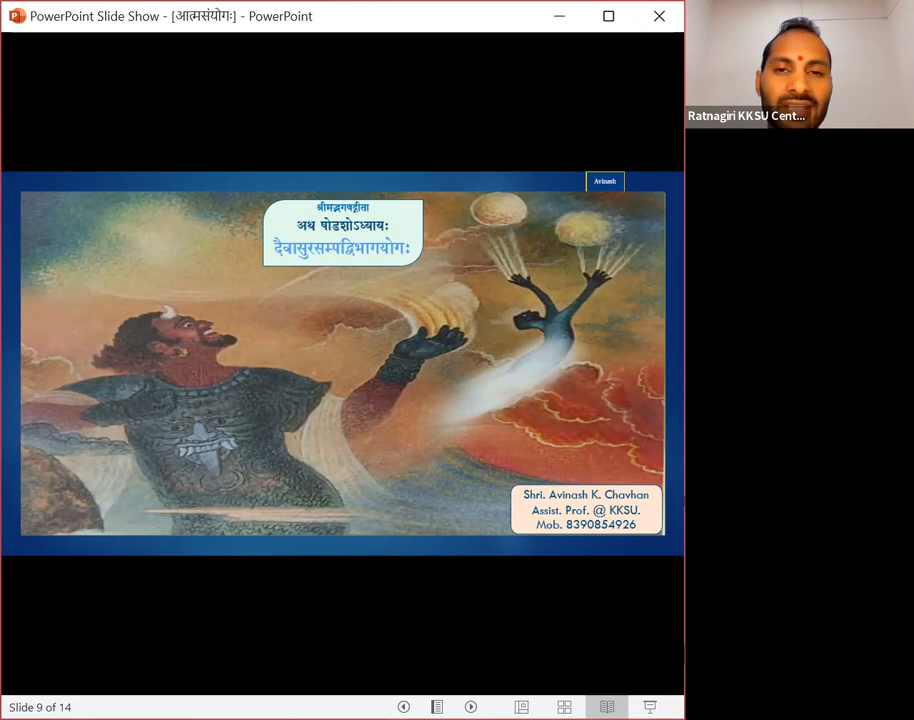 PowerPoint Slide Show - [आत्मसंयोगः] - PowerPoint
Ratnagiri KKSU Cent...
Avinash
श्रीमद्भगवद्गीता
अथ षोडशोऽध्यायः
दैवासुरसम्पद्विभागयोगः
Shri. Avinash K. Chavhan
Assist. Prof. @ KKSU.
Mob. 8390854926
Slide 9 of 14